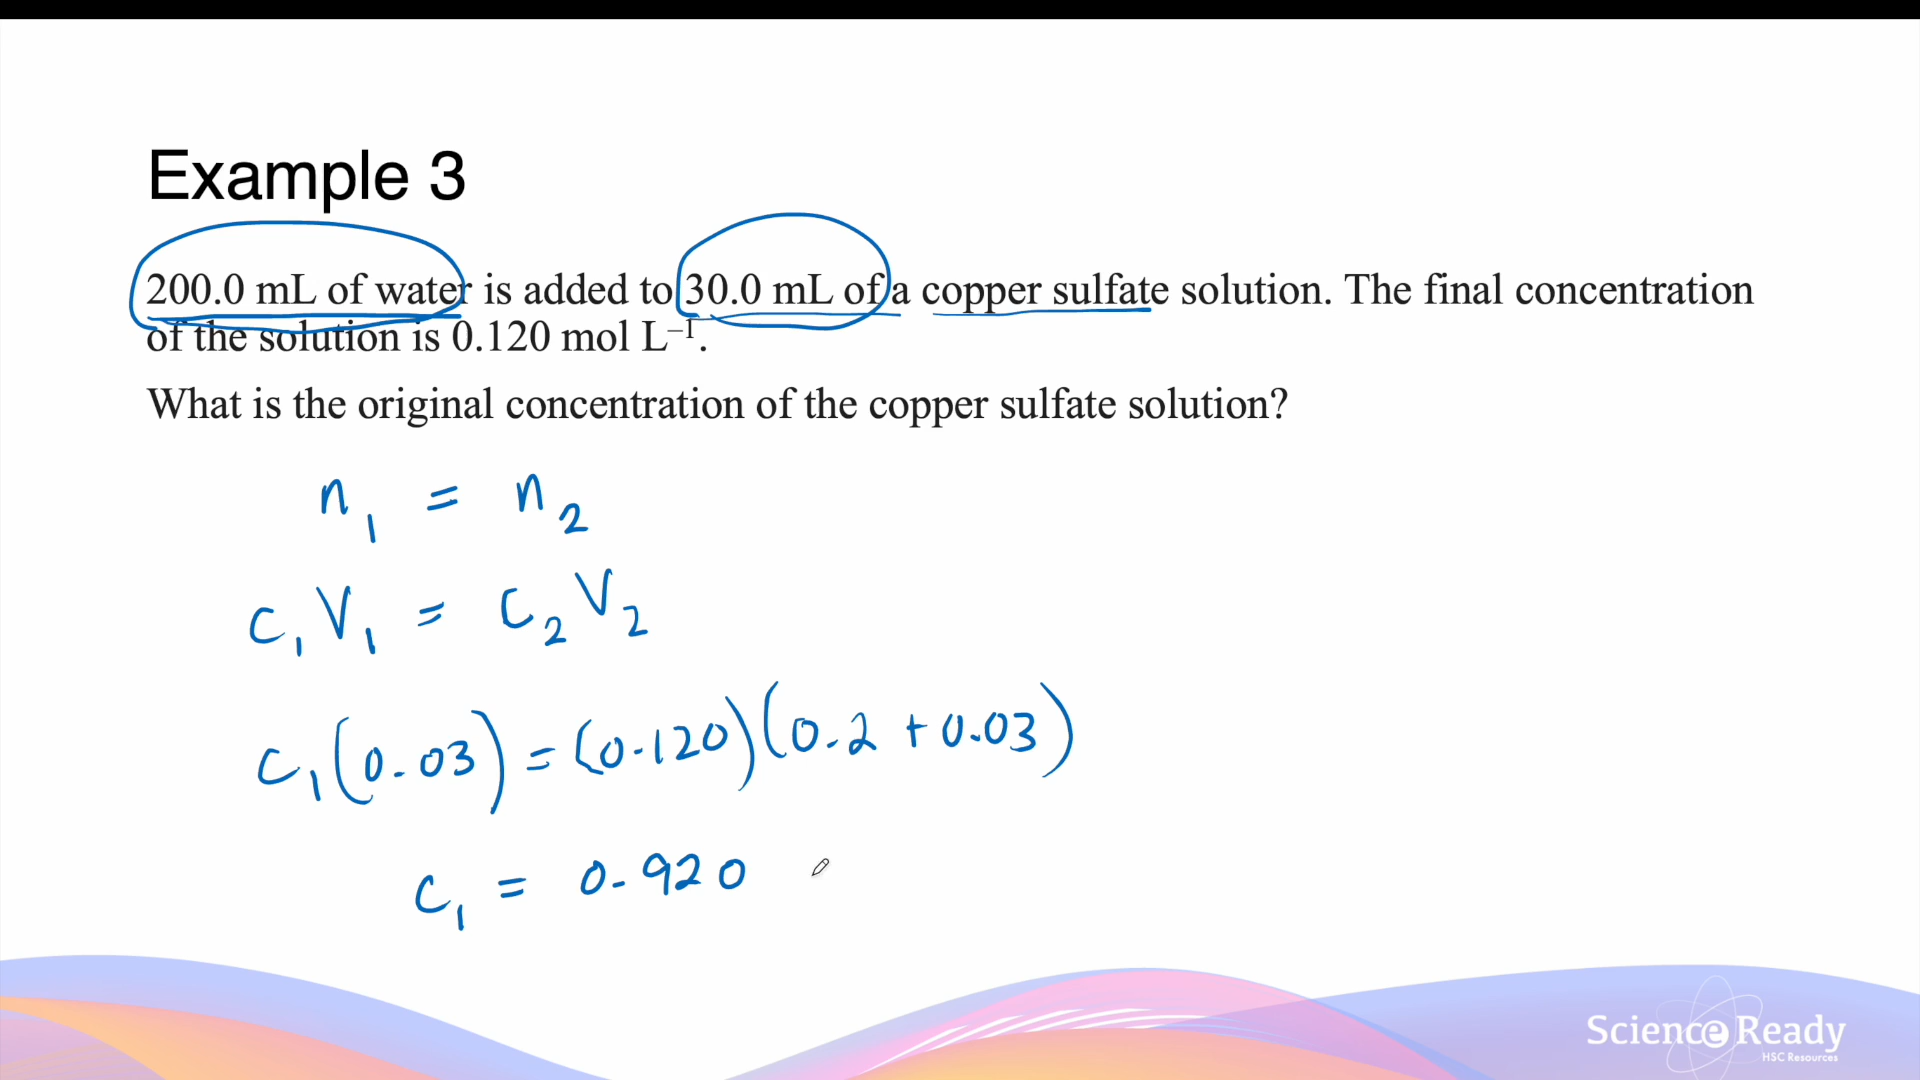 Example 3
200.0 mL of water is added to 30.0 mL of a copper sulfate solution. The final concentration
of the solution is 0.120 mol L⁻¹.
What is the original concentration of the copper sulfate solution?
n₁ = n₂
C₁V₁ = C₂V₂
C₁(0.03) = (0.120)(0.2 + 0.03)
C₁ = 0.920
Science Ready
HSC Resources